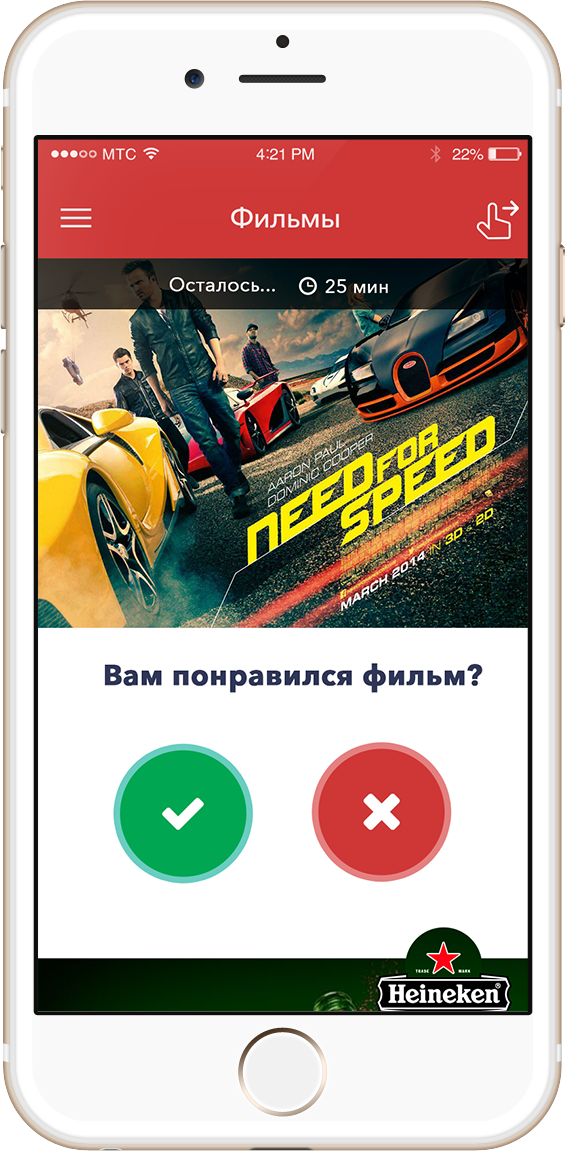 МТС
4:21 PM
22%
Фильмы
Осталось... 25 мин
AARON PAUL
DOMINIC COOPER
NEED FOR
SPEED
MARCH 2014 IN 3D & 2D
Вам понравился фильм?
TRADE MARK
Heineken®